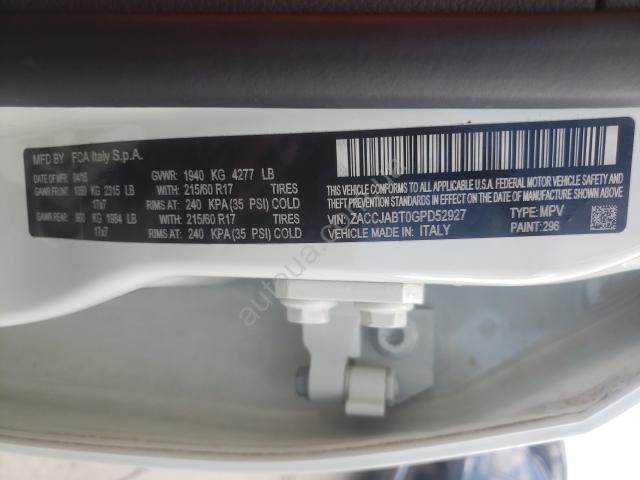 MFD BY FCA Italy S.p.A.
DATE OF MFR 04/16 GVWR: 1940 KG 4277 LB
GAWR FRONT: 1050 KG 2315 LB WITH: 215/60 R17 TIRES
17x7 RIMS AT: 240 KPA (35 PSI) COLD
GAWR REAR: 900 KG 1984 LB WITH: 215/60 R17 TIRES
17x7 RIMS AT: 240 KPA (35 PSI) COLD
THIS VEHICLE CONFORMS TO ALL APPLICABLE U.S.A. FEDERAL MOTOR VEHICLE
SAFETY, BUMPER, AND THEFT PREVENTION STANDARDS IN EFFECT ON THE DATE OF
MANUFACTURE SHOWN ABOVE.
VIN: ZACCJABT0GPD52927 TYPE: MPV
VEHICLE MADE IN: ITALY PAINT: 296
autoua.com